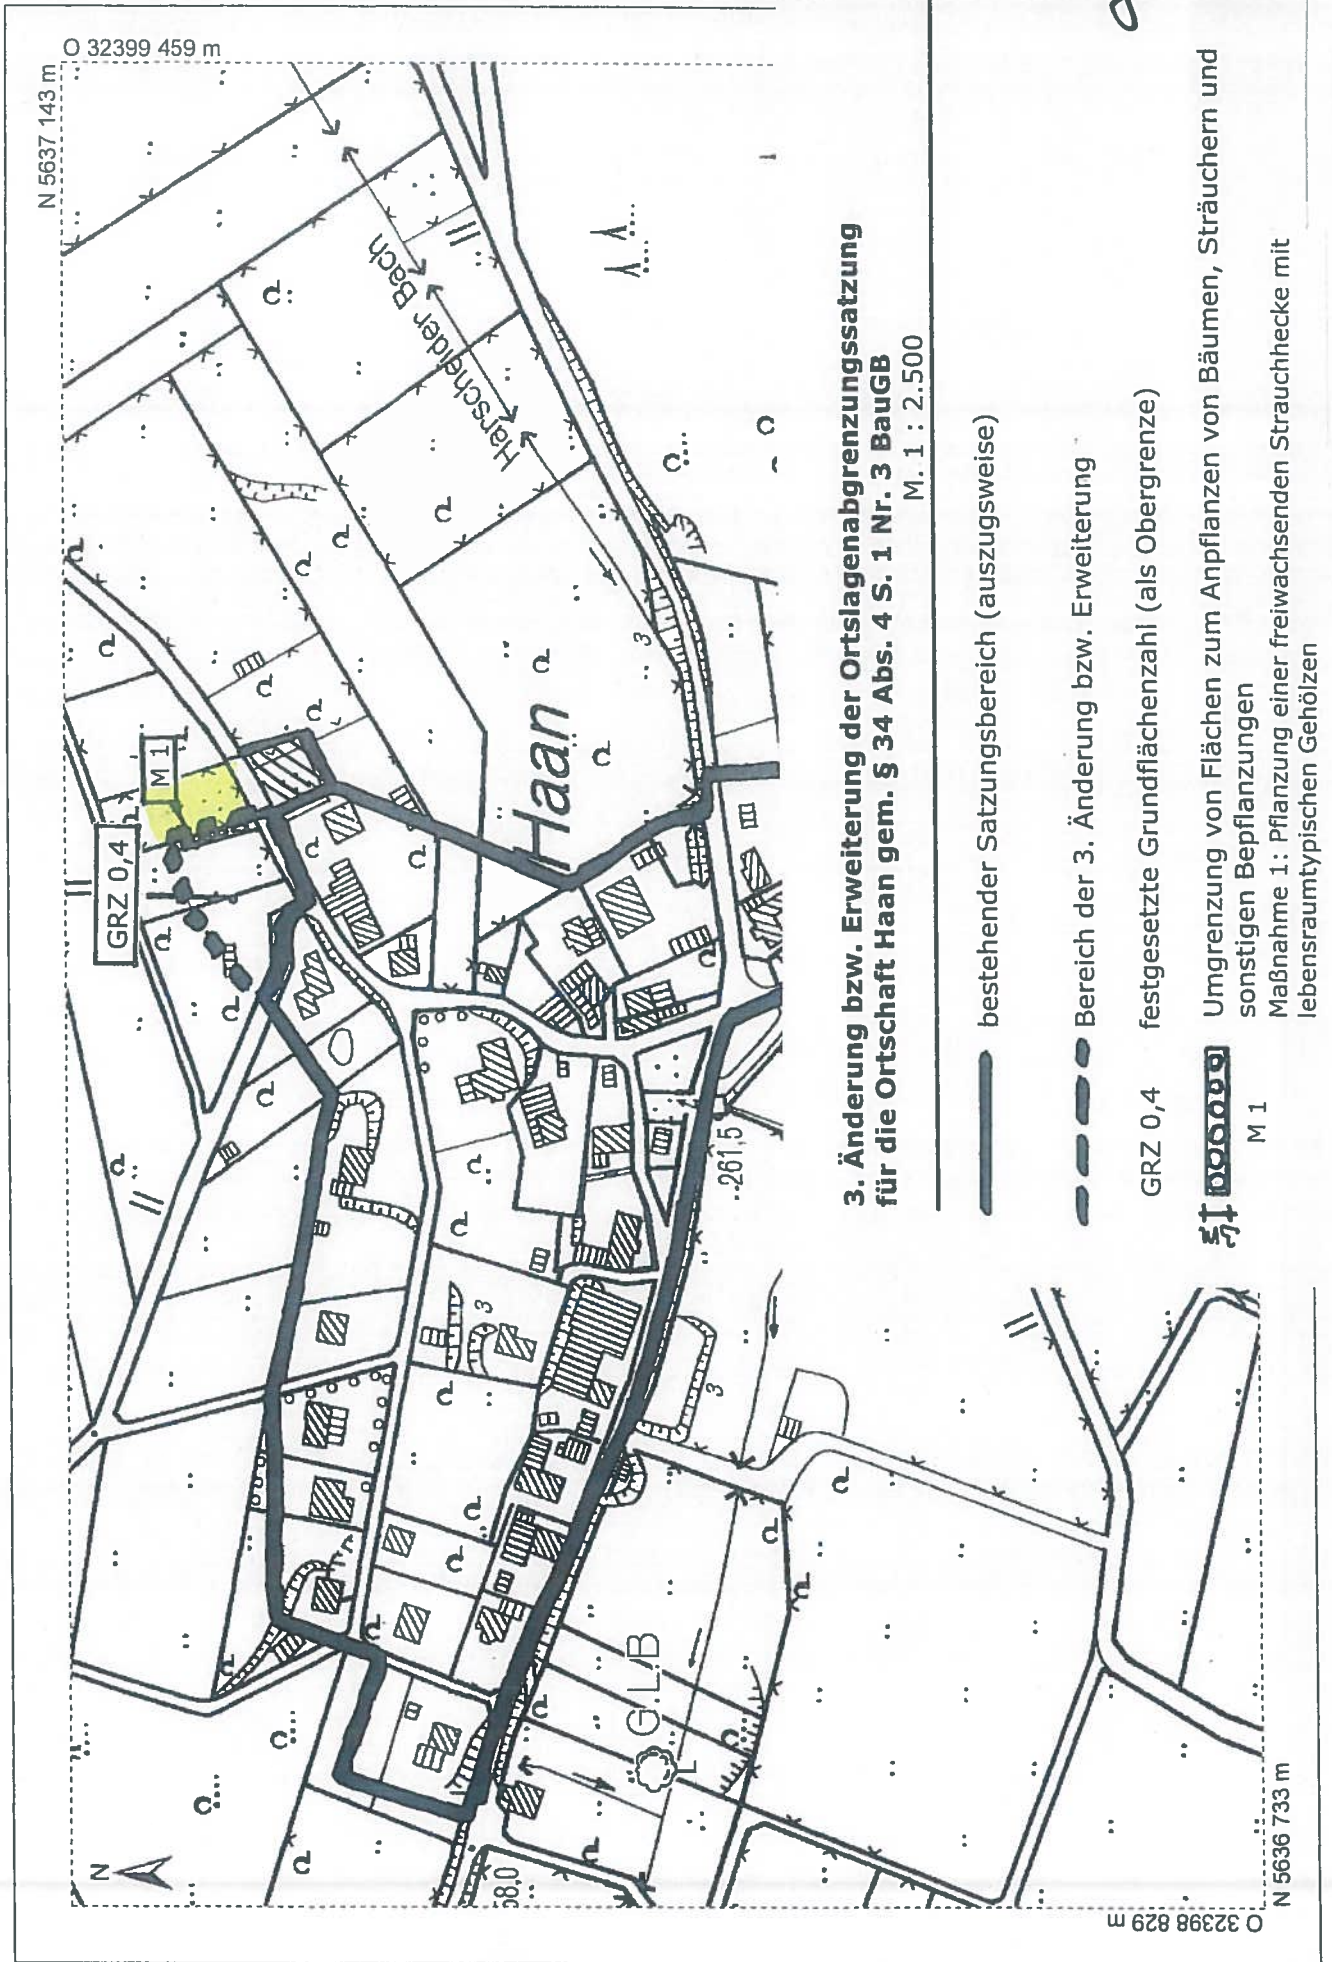 O 32399 459 m
N 5637 143 m
GRZ 0,4
M 1
Harscheider Bach
Haan
3
3
3
..261,5
G.L.B
L
N
58,0
O 32398 829 m
N 5636 733 m
3. Änderung bzw. Erweiterung der Ortslagenabgrenzungssatzung
für die Ortschaft Haan gem. § 34 Abs. 4 S. 1 Nr. 3 BauGB
M. 1 : 2.500
bestehender Satzungsbereich (auszugsweise)
Bereich der 3. Änderung bzw. Erweiterung
GRZ 0,4 festgesetzte Grundflächenzahl (als Obergrenze)
Umgrenzung von Flächen zum Anpflanzen von Bäumen, Sträuchern und
sonstigen Bepflanzungen
M 1 Maßnahme 1: Pflanzung einer freiwachsenden Strauchhecke mit
lebensraumtypischen Gehölzen